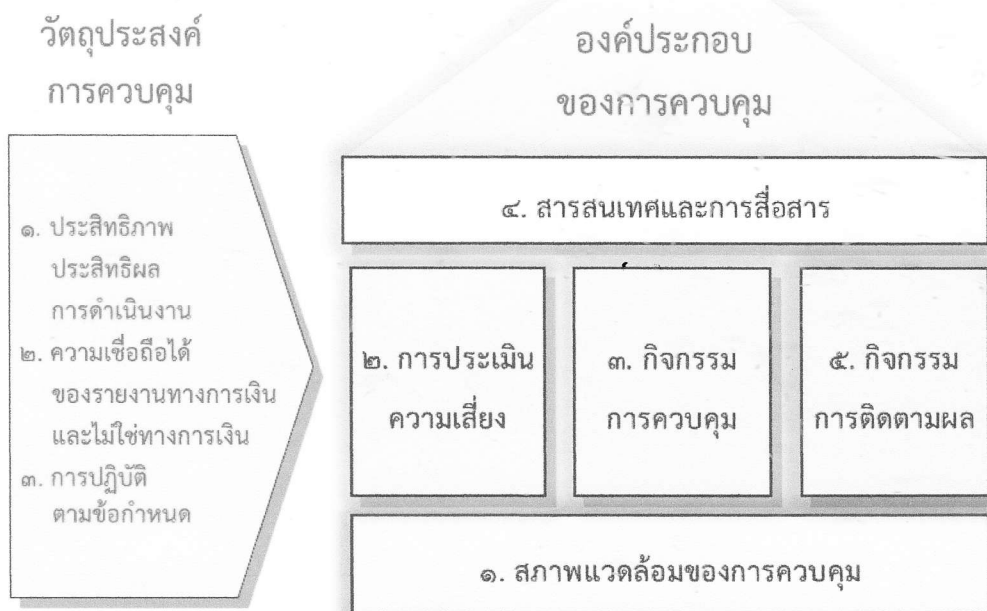 วัตถุประสงค์
การควบคุม
๑. ประสิทธิภาพ
ประสิทธิผล
การดำเนินงาน
๒. ความเชื่อถือได้
ของรายงานทางการเงิน
และไม่ใช่ทางการเงิน
๓. การปฏิบัติ
ตามข้อกำหนด
องค์ประกอบ
ของการควบคุม
๔. สารสนเทศและการสื่อสาร
๒. การประเมิน
ความเสี่ยง
๓. กิจกรรม
การควบคุม
๕. กิจกรรม
การติดตามผล
๑. สภาพแวดล้อมของการควบคุม